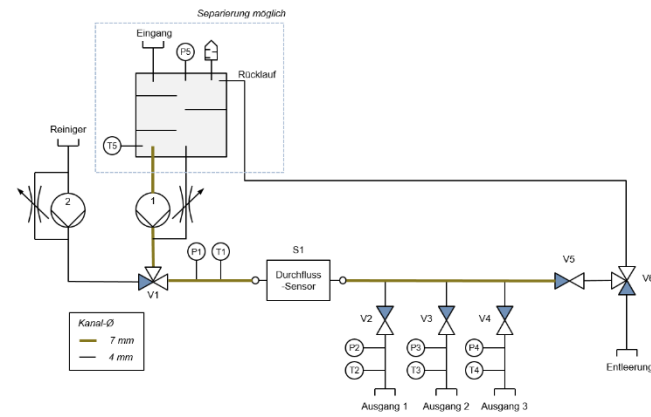 Separierung möglich
Eingang
P5
Rücklauf
Reiniger
T5
2
1
P1
T1
S1
Durchfluss
-Sensor
V1
V5
V6
V2
V3
V4
Kanal-Ø
7 mm
4 mm
P2
P3
P4
T2
T3
T4
Entleerung
Ausgang 1
Ausgang 2
Ausgang 3